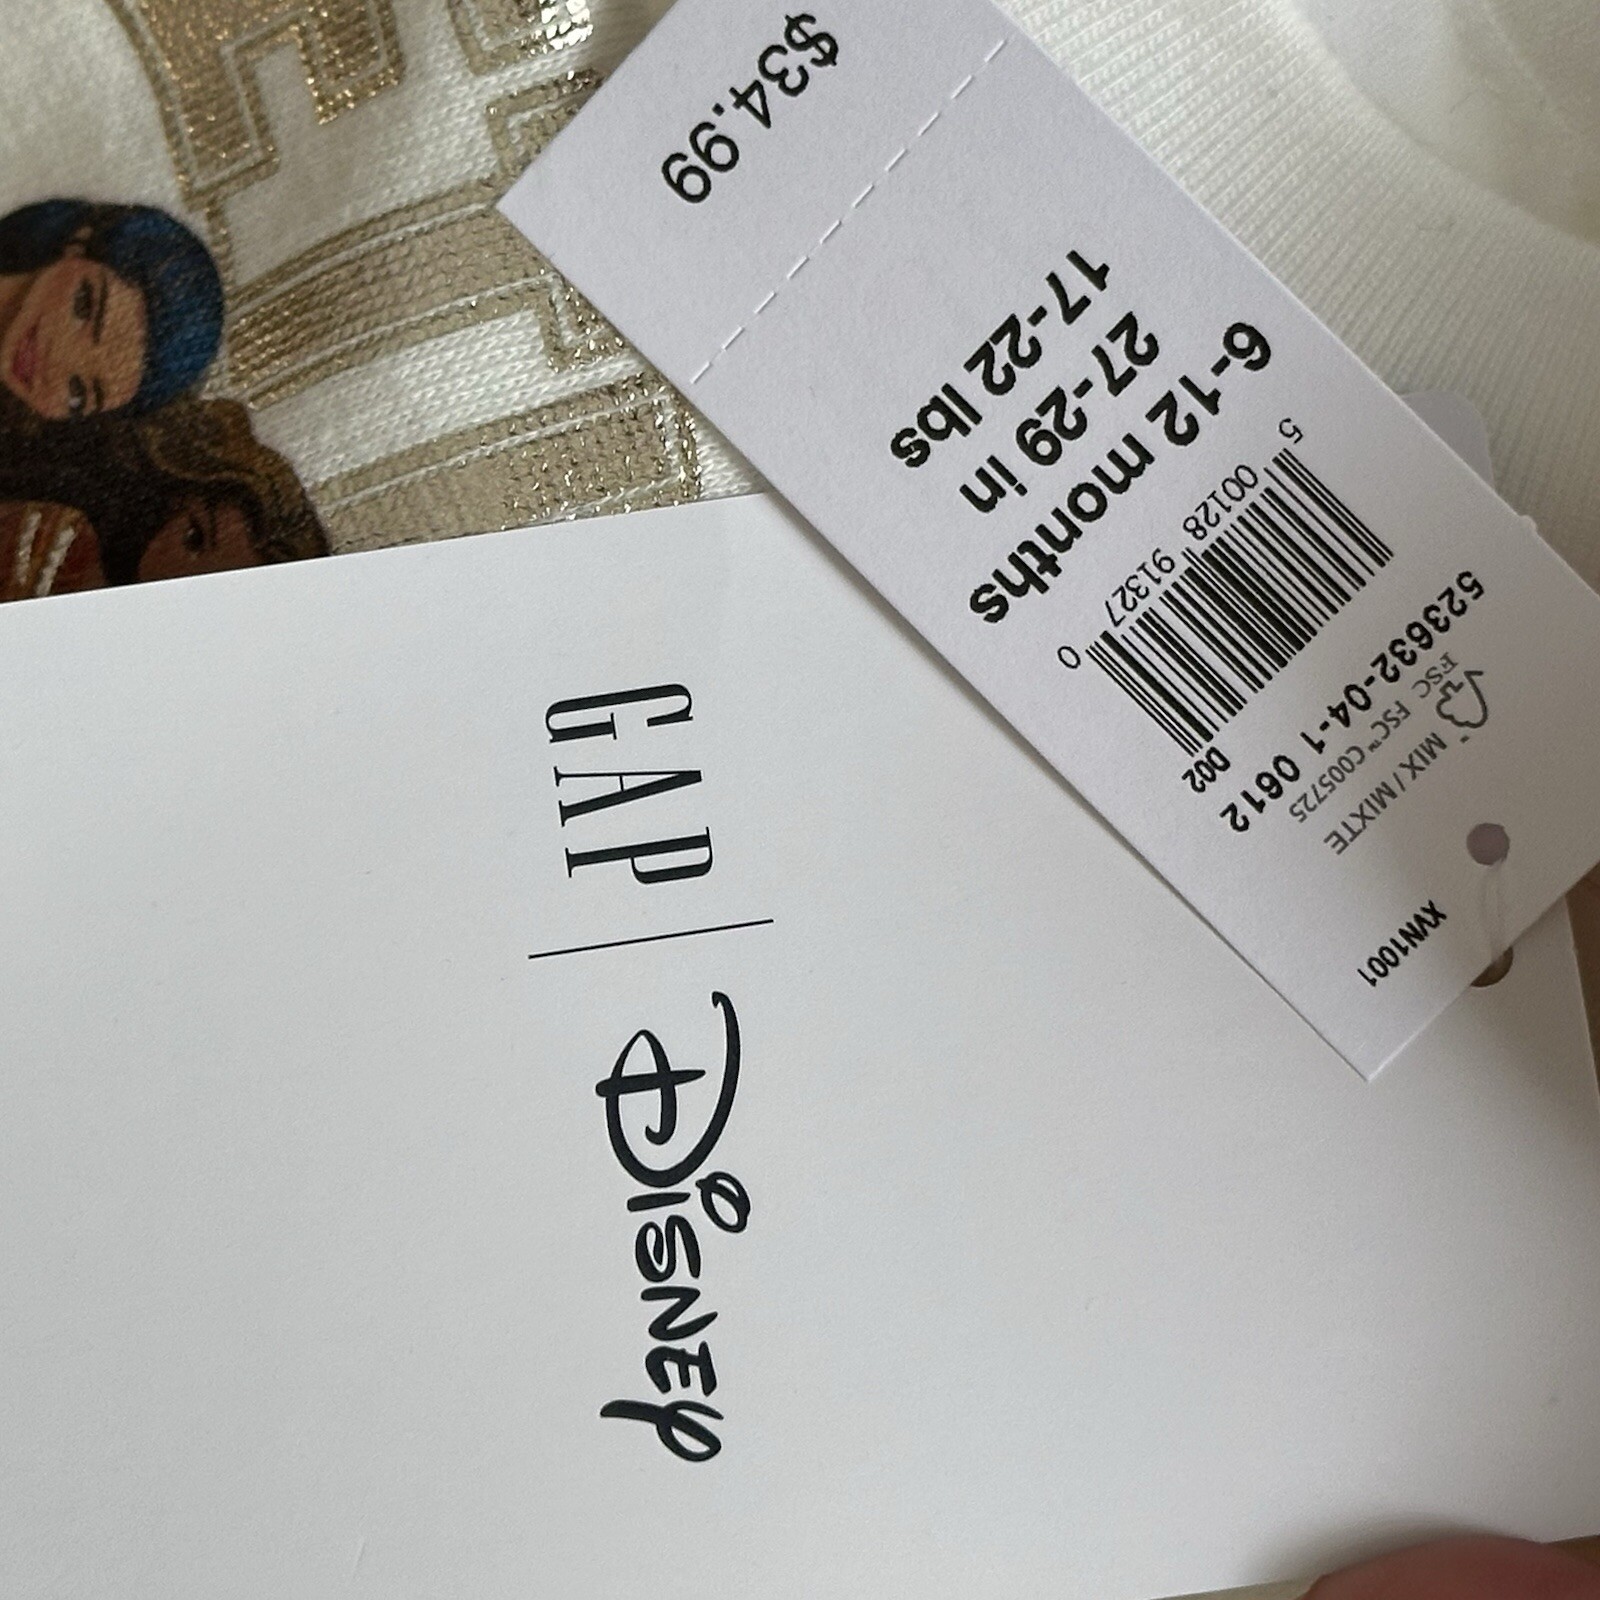 XVN1001
MIX / MIXTE
FSC™ C005725
FSC
523632-04-1 0612
002
5 00128 91327 0
6-12 months
27-29 in
17-22 lbs
$34.99
GAP | Disney